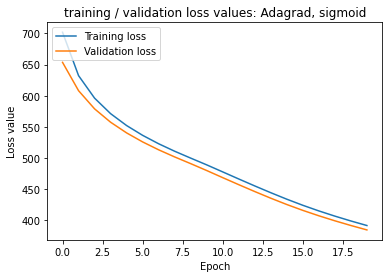 training / validation loss values: Adagrad, sigmoid
Training loss
Validation loss
Loss value
700
650
600
550
500
450
400
0.0 2.5 5.0 7.5 10.0 12.5 15.0 17.5
Epoch